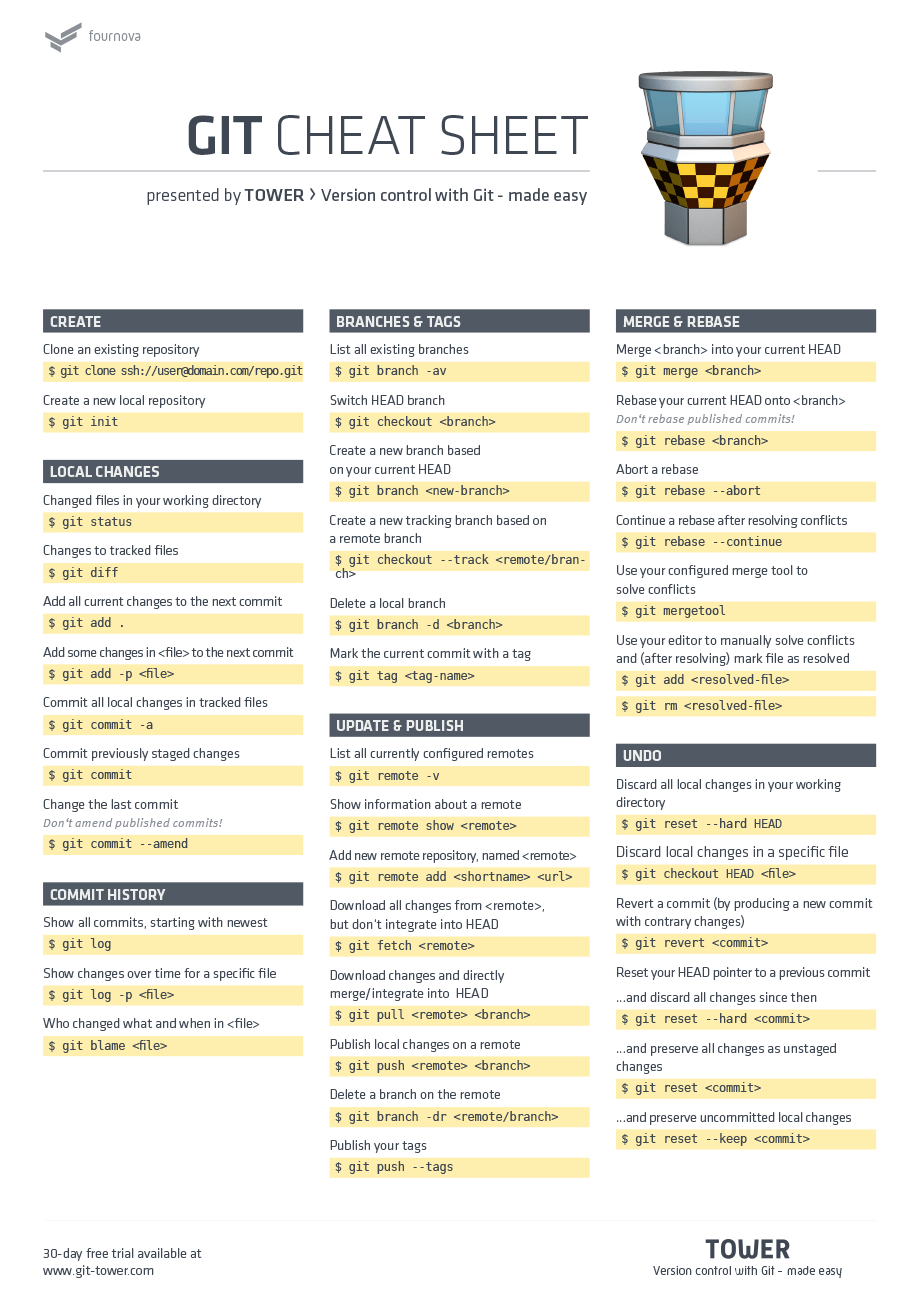 fournova
GIT CHEAT SHEET
presented by TOWER › Version control with Git - made easy
CREATE
Clone an existing repository
$ git clone ssh://user@domain.com/repo.git
Create a new local repository
$ git init
LOCAL CHANGES
Changed files in your working directory
$ git status
Changes to tracked files
$ git diff
Add all current changes to the next commit
$ git add .
Add some changes in <file> to the next commit
$ git add -p <file>
Commit all local changes in tracked files
$ git commit -a
Commit previously staged changes
$ git commit
Change the last commit
Don't amend published commits!
$ git commit --amend
COMMIT HISTORY
Show all commits, starting with newest
$ git log
Show changes over time for a specific file
$ git log -p <file>
Who changed what and when in <file>
$ git blame <file>
BRANCHES & TAGS
List all existing branches
$ git branch -av
Switch HEAD branch
$ git checkout <branch>
Create a new branch based
on your current HEAD
$ git branch <new-branch>
Create a new tracking branch based on
a remote branch
$ git checkout --track <remote/bran-
ch>
Delete a local branch
$ git branch -d <branch>
Mark the current commit with a tag
$ git tag <tag-name>
UPDATE & PUBLISH
List all currently configured remotes
$ git remote -v
Show information about a remote
$ git remote show <remote>
Add new remote repository, named <remote>
$ git remote add <shortname> <url>
Download all changes from <remote>,
but don't integrate into HEAD
$ git fetch <remote>
Download changes and directly
merge/integrate into HEAD
$ git pull <remote> <branch>
Publish local changes on a remote
$ git push <remote> <branch>
Delete a branch on the remote
$ git branch -dr <remote/branch>
Publish your tags
$ git push --tags
MERGE & REBASE
Merge <branch> into your current HEAD
$ git merge <branch>
Rebase your current HEAD onto <branch>
Don't rebase published commits!
$ git rebase <branch>
Abort a rebase
$ git rebase --abort
Continue a rebase after resolving conflicts
$ git rebase --continue
Use your configured merge tool to
solve conflicts
$ git mergetool
Use your editor to manually solve conflicts
and (after resolving) mark file as resolved
$ git add <resolved-file>
$ git rm <resolved-file>
UNDO
Discard all local changes in your working
directory
$ git reset --hard HEAD
Discard local changes in a specific file
$ git checkout HEAD <file>
Revert a commit (by producing a new commit
with contrary changes)
$ git revert <commit>
Reset your HEAD pointer to a previous commit
...and discard all changes since then
$ git reset --hard <commit>
...and preserve all changes as unstaged
changes
$ git reset <commit>
...and preserve uncommitted local changes
$ git reset --keep <commit>
30-day free trial available at
www.git-tower.com
TOWER
Version control with Git - made easy